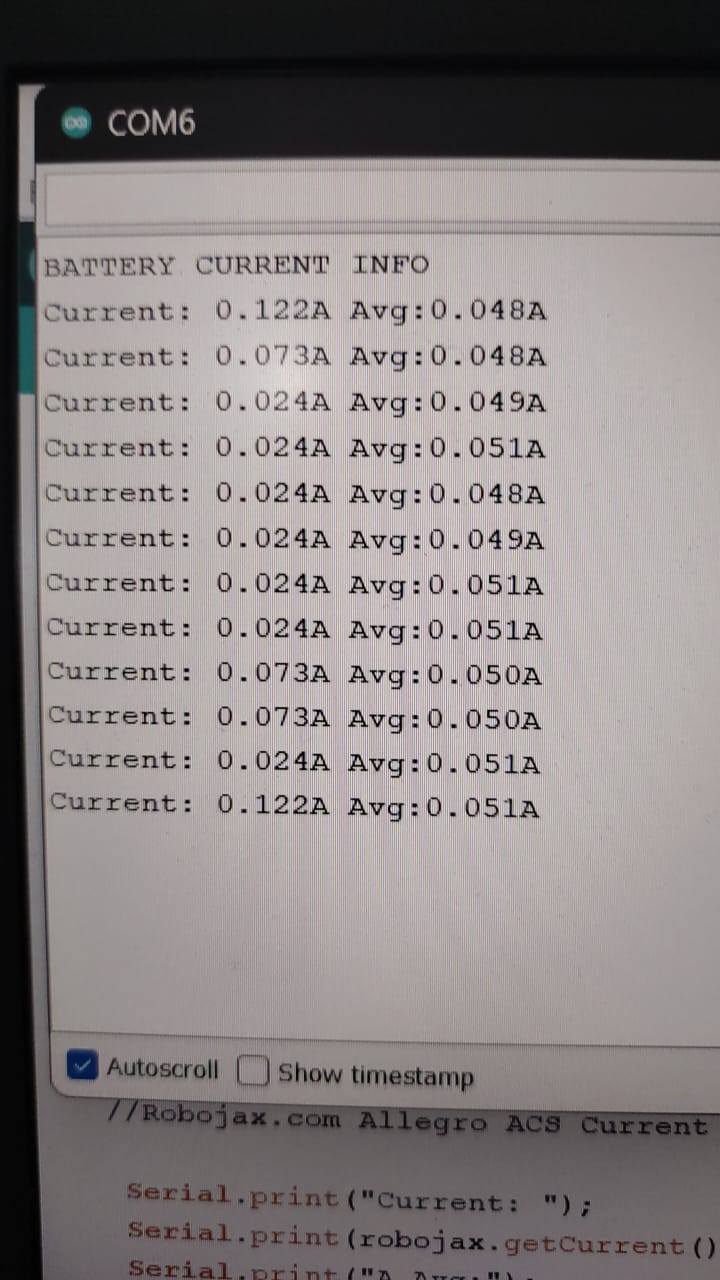 COM6
BATTERY CURRENT INFO
Current: 0.122A Avg:0.048A
Current: 0.073A Avg:0.048A
Current: 0.024A Avg:0.049A
Current: 0.024A Avg:0.051A
Current: 0.024A Avg:0.048A
Current: 0.024A Avg:0.049A
Current: 0.024A Avg:0.051A
Current: 0.024A Avg:0.051A
Current: 0.073A Avg:0.050A
Current: 0.073A Avg:0.050A
Current: 0.024A Avg:0.051A
Current: 0.122A Avg:0.051A
Autoscroll Show timestamp
//Robojax.com Allegro ACS Current
Serial.print("Current: ");
Serial.print(robojax.getCurrent()
Serial.print("A Avg:");